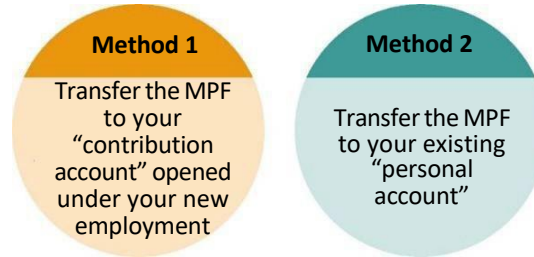 Method 1
Transfer the MPF
to your
“contribution
account” opened
under your new
employment
Method 2
Transfer the MPF
to your existing
“personal
account”